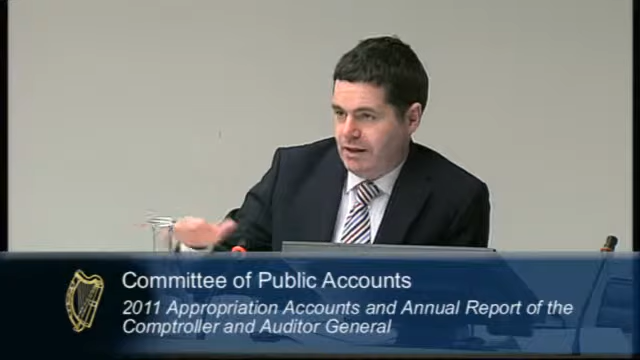 Committee of Public Accounts
2011 Appropriation Accounts and Annual Report of the
Comptroller and Auditor General